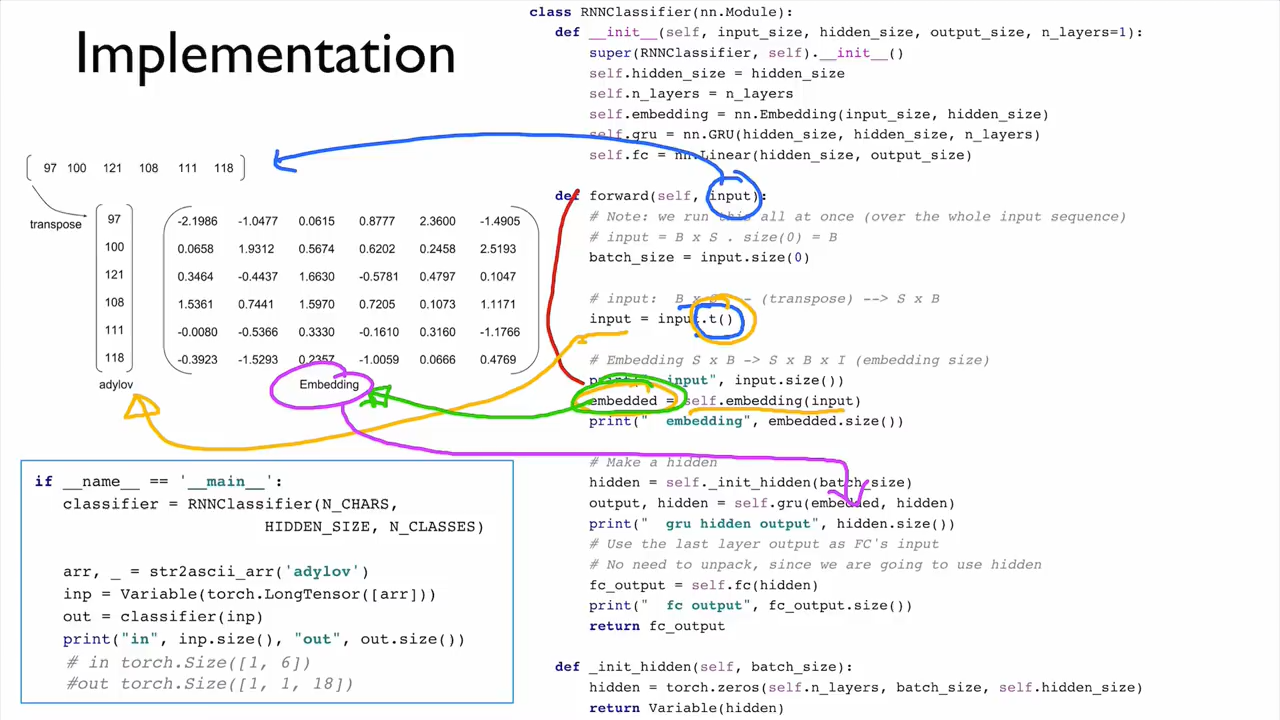 Implementation
[ 97 100 121 108 111 118 ]
transpose
97
100
121
108
111
118
adylov
-2.1986 -1.0477 0.0615 0.8777 2.3600 -1.4905
0.0658 1.9312 0.5674 0.6202 0.2458 2.5193
0.3464 -0.4437 1.6630 -0.5781 0.4797 0.1047
1.5361 0.7441 1.5970 0.7205 0.1073 1.1171
-0.0080 -0.5366 0.3330 -0.1610 0.3160 -1.1766
-0.3923 -1.5293 0.2357 -1.0059 0.0666 0.4769
Embedding
if __name__ == '__main__':
classifier = RNNClassifier(N_CHARS,
HIDDEN_SIZE, N_CLASSES)
arr, _ = str2ascii_arr('adylov')
inp = Variable(torch.LongTensor([arr]))
out = classifier(inp)
print("in", inp.size(), "out", out.size())
# in torch.Size([1, 6])
#out torch.Size([1, 1, 18])
class RNNClassifier(nn.Module):
def __init__(self, input_size, hidden_size, output_size, n_layers=1):
super(RNNClassifier, self).__init__()
self.hidden_size = hidden_size
self.n_layers = n_layers
self.embedding = nn.Embedding(input_size, hidden_size)
self.gru = nn.GRU(hidden_size, hidden_size, n_layers)
self.fc = nn.Linear(hidden_size, output_size)
def forward(self, input):
# Note: we run this all at once (over the whole input sequence)
# input = B x S . size(0) = B
batch_size = input.size(0)
# input: B x S -- (transpose) --> S x B
input = input.t()
# Embedding S x B -> S x B x I (embedding size)
print(" input", input.size())
embedded = self.embedding(input)
print(" embedding", embedded.size())
# Make a hidden
hidden = self._init_hidden(batch_size)
output, hidden = self.gru(embedded, hidden)
print(" gru hidden output", hidden.size())
# Use the last layer output as FC's input
# No need to unpack, since we are going to use hidden
fc_output = self.fc(hidden)
print(" fc output", fc_output.size())
return fc_output
def _init_hidden(self, batch_size):
hidden = torch.zeros(self.n_layers, batch_size, self.hidden_size)
return Variable(hidden)